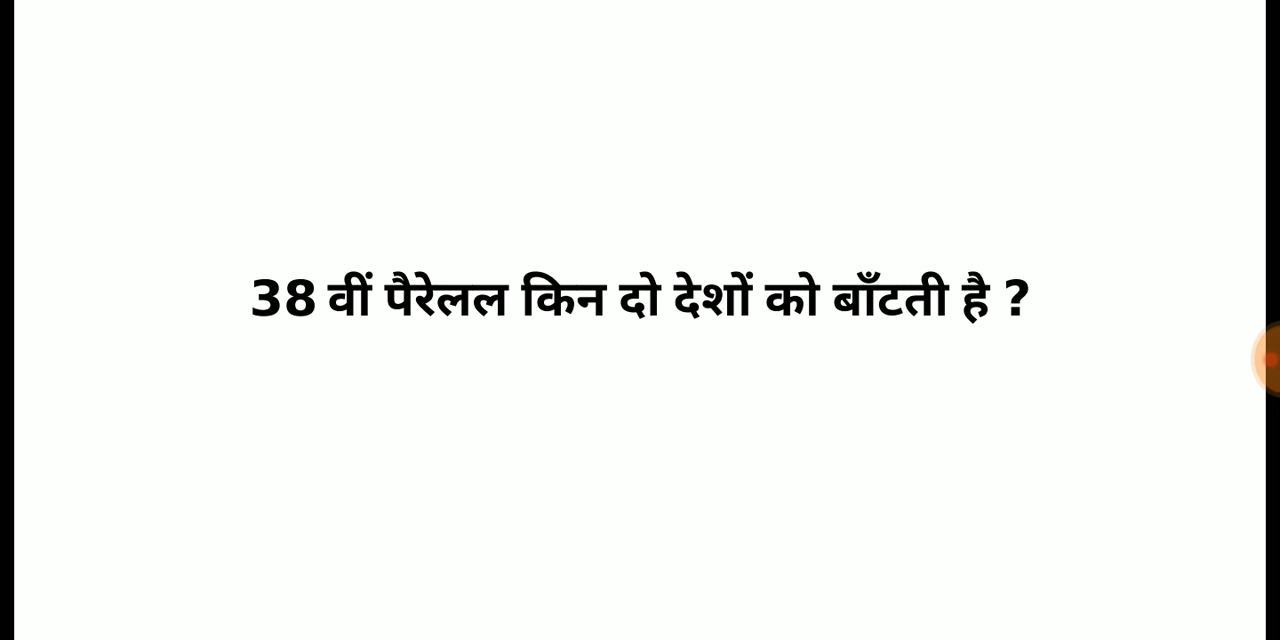 38 वीं पैरेलल किन दो देशों को बाँटती है ?